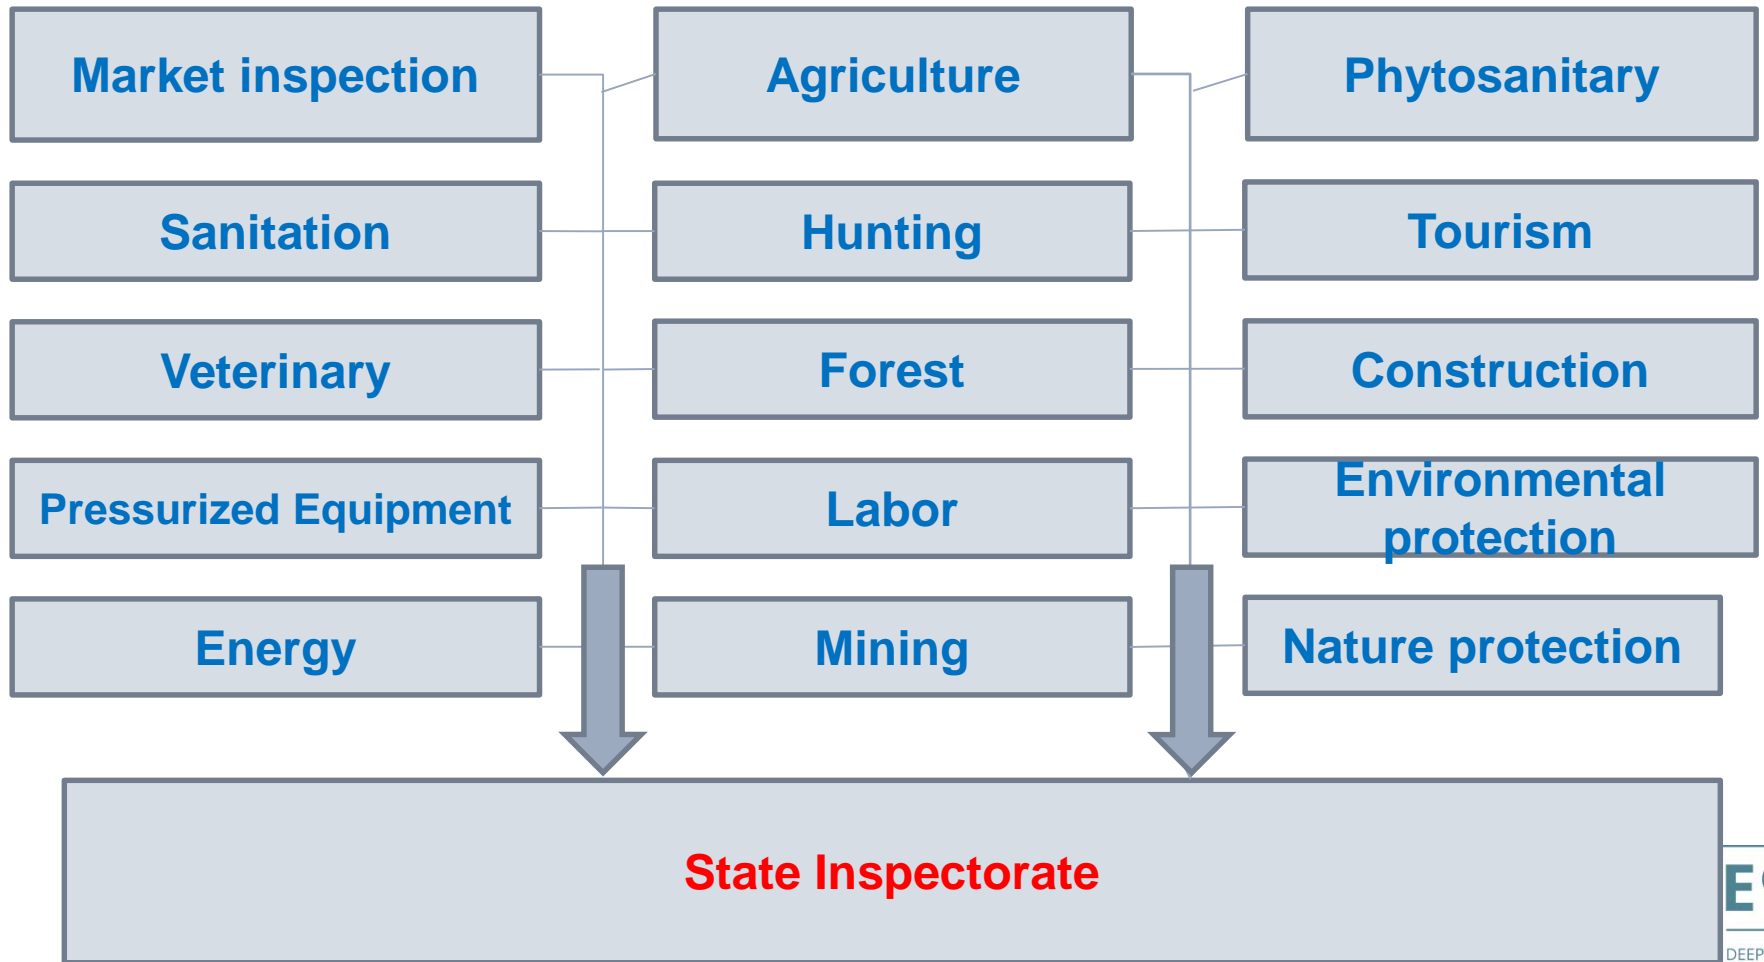 Market inspection
Agriculture
Phytosanitary
Sanitation
Hunting
Tourism
Veterinary
Forest
Construction
Pressurized Equipment
Labor
Environmental
protection
Energy
Mining
Nature protection
State Inspectorate
E
DEEP